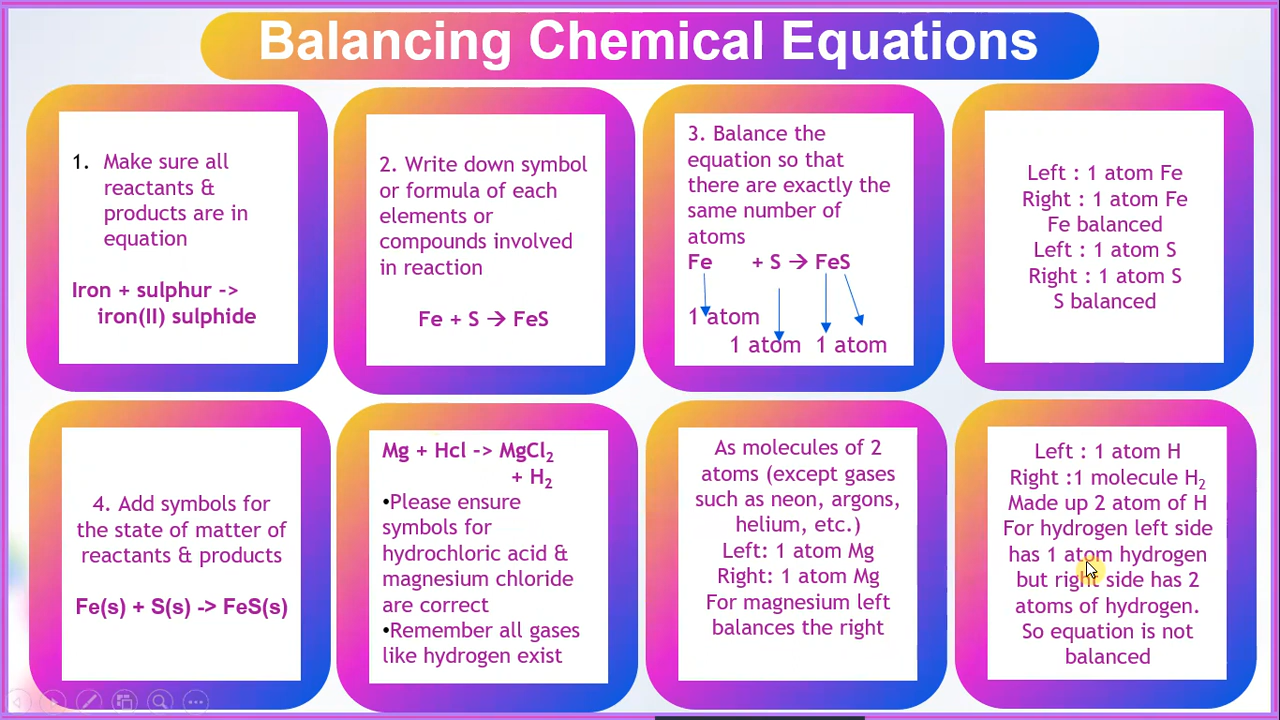 Balancing Chemical Equations
1. Make sure all
reactants &
products are in
equation
Iron + sulphur ->
iron(II) sulphide
2. Write down symbol
or formula of each
elements or
compounds involved
in reaction
Fe + S → FeS
3. Balance the
equation so that
there are exactly the
same number of
atoms
Fe + S → FeS
1 atom
1 atom 1 atom
Left : 1 atom Fe
Right : 1 atom Fe
Fe balanced
Left : 1 atom S
Right : 1 atom S
S balanced
4. Add symbols for
the state of matter of
reactants & products
Fe(s) + S(s) -> FeS(s)
Mg + Hcl -> MgCl₂
+ H₂
•Please ensure
symbols for
hydrochloric acid &
magnesium chloride
are correct
•Remember all gases
like hydrogen exist
As molecules of 2
atoms (except gases
such as neon, argons,
helium, etc.)
Left: 1 atom Mg
Right: 1 atom Mg
For magnesium left
balances the right
Left : 1 atom H
Right :1 molecule H₂
Made up 2 atom of H
For hydrogen left side
has 1 atom hydrogen
but right side has 2
atoms of hydrogen.
So equation is not
balanced